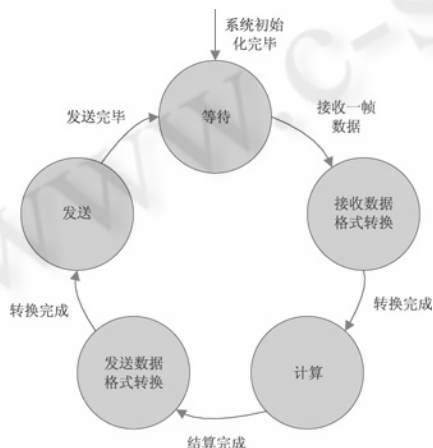 系统初始
化完毕
等待
接收一帧
数据
接收数据
格式转换
转换完成
计算
结算完成
发送数据
格式转换
转换完成
发送
发送完毕
www.c-s